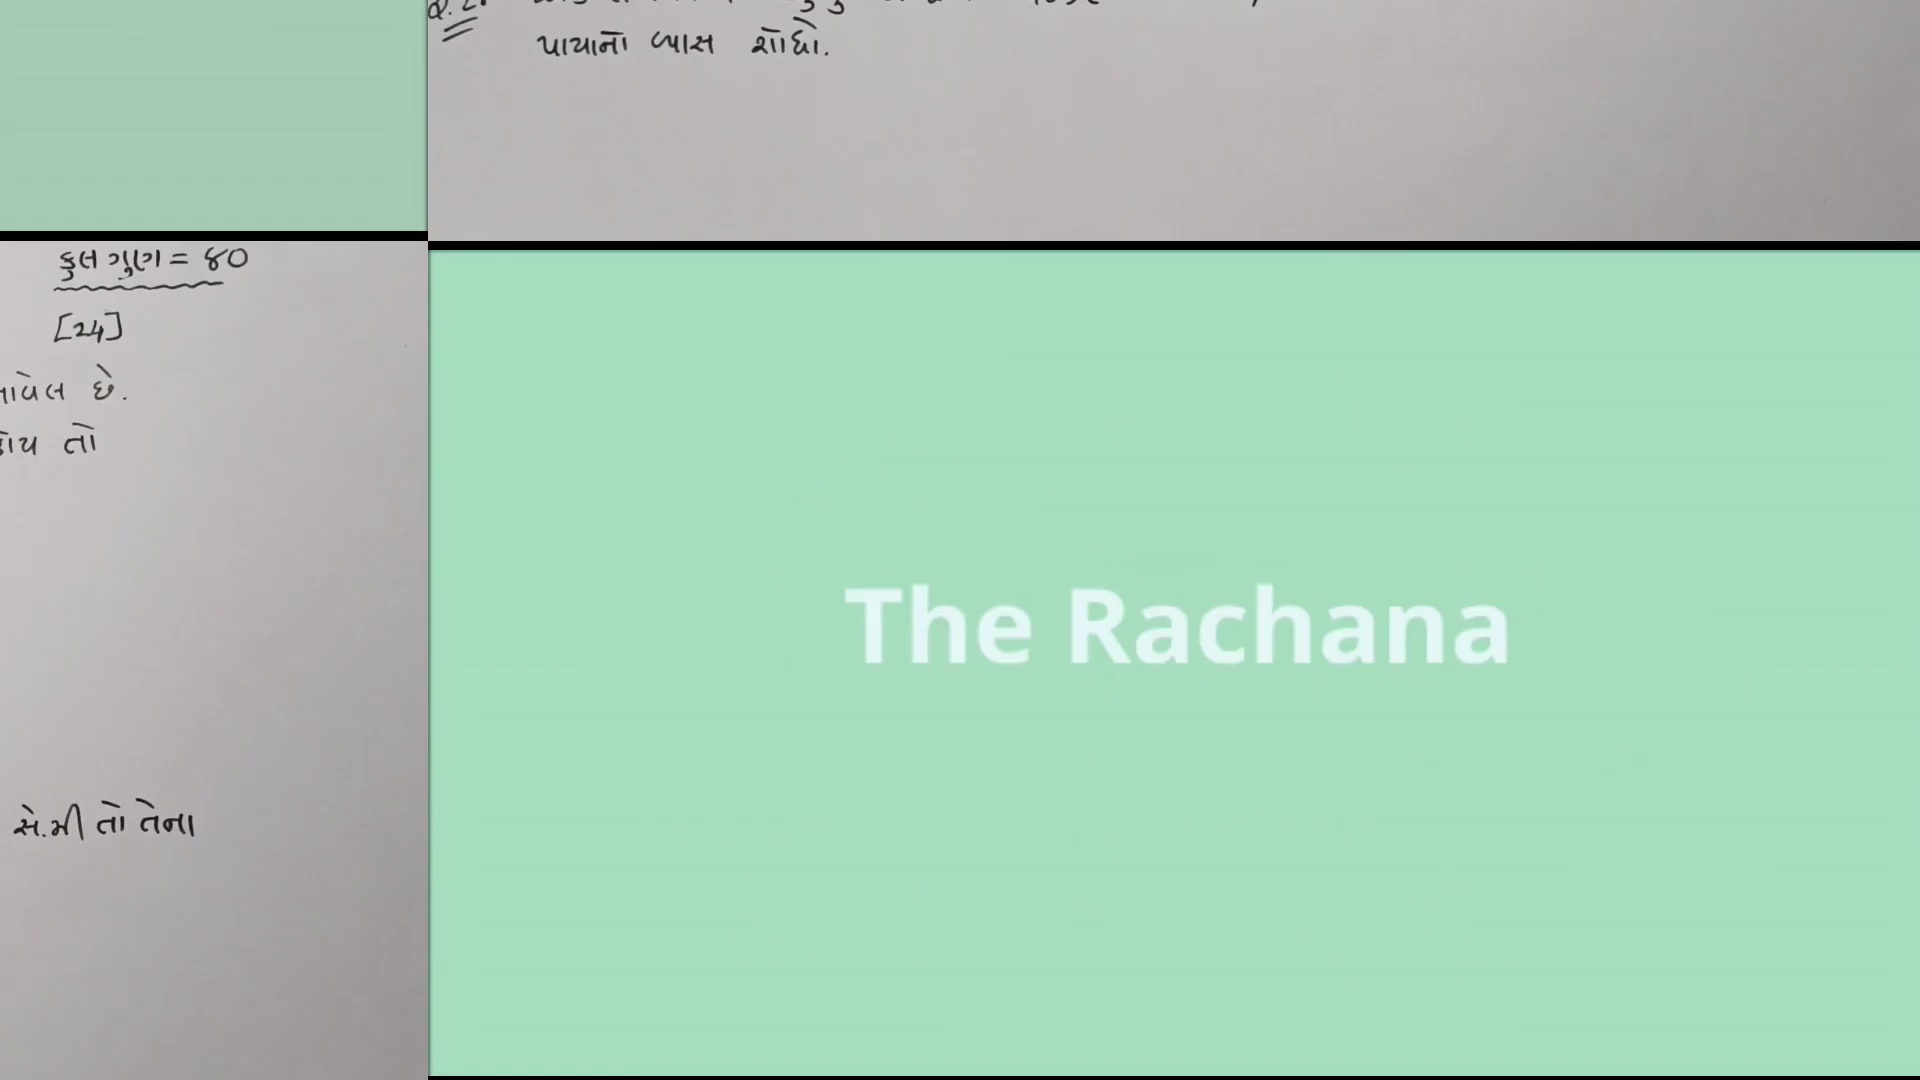 પાયાનો વ્યાસ શોધો.
કુલ ગુણ = 80
[24]
છે.
તો
સે.મી તો તેના
The Rachana